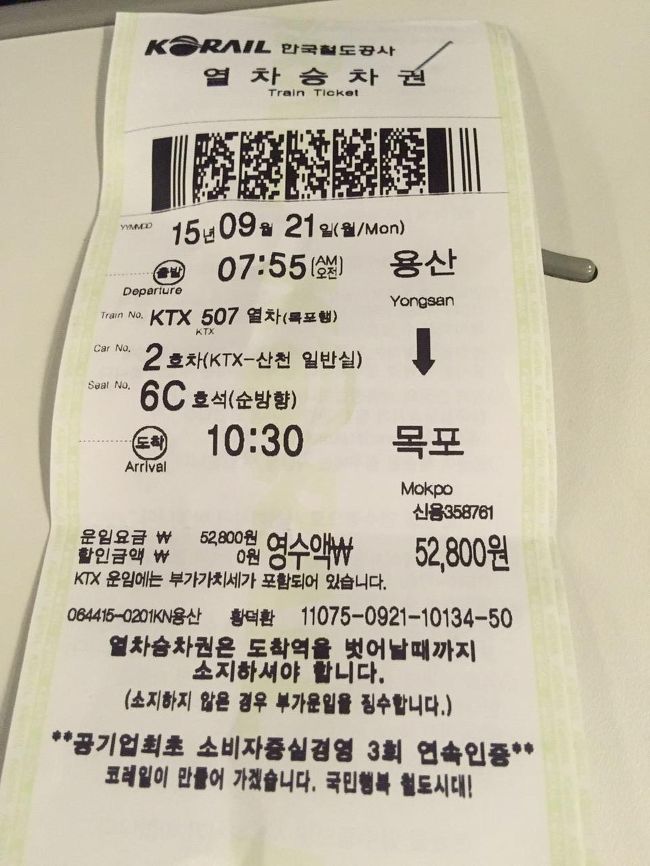 KORAIL 한국철도공사
열차승차권
Train Ticket
YYMMDD 15년 09월 21일(월/Mon)
출발 07:55(AM 오전) 용산
Departure Yongsan
Train No. KTX 507 열차(목포행)
KTX
Car No. 2호차(KTX-산천 일반실)
Seat No. 6C호석(순방향)
도착 10:30 목포
Arrival Mokpo
신용358761
운임요금 ₩ 52,800원 영수액₩ 52,800원
할인금액 ₩ 0원
KTX 운임에는 부가가치세가 포함되어 있습니다.
064415-0201KN용산 황덕환 11075-0921-10134-50
열차승차권은 도착역을 벗어날때까지
소지하셔야 합니다.
(소지하지 않은 경우 부가운임을 징수합니다.)
**공기업최초 소비자중심경영 3회 연속인증**
코레일이 만들어 가겠습니다. 국민행복 철도시대!